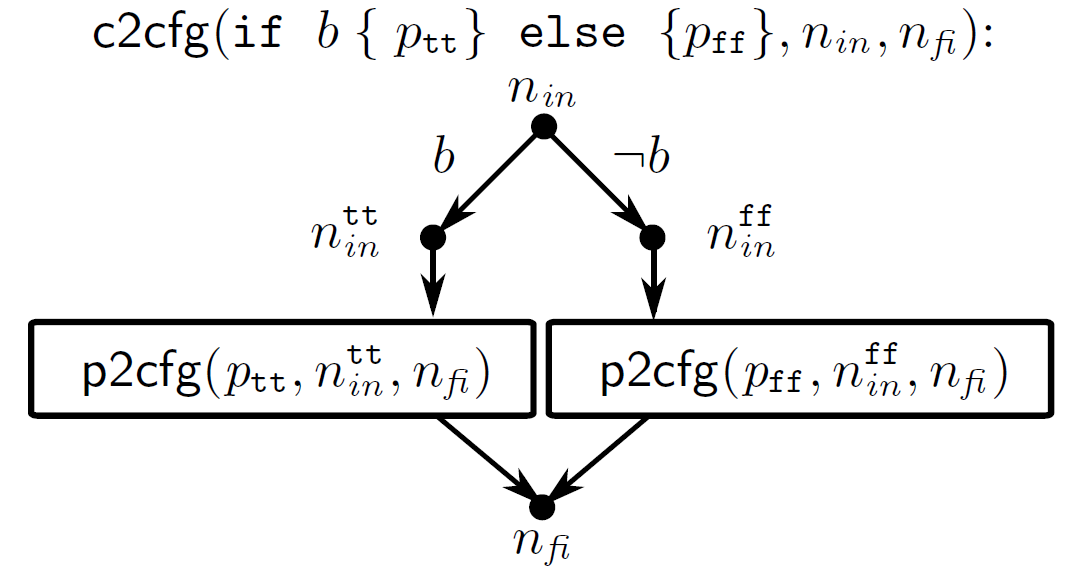 c2cfg(if b { p_tt} else {p_ff}, n_in, n_fi):
n_in
b ¬b
n_in^tt n_in^ff
p2cfg(p_tt, n_in^tt, n_fi) p2cfg(p_ff, n_in^ff, n_fi)
n_fi